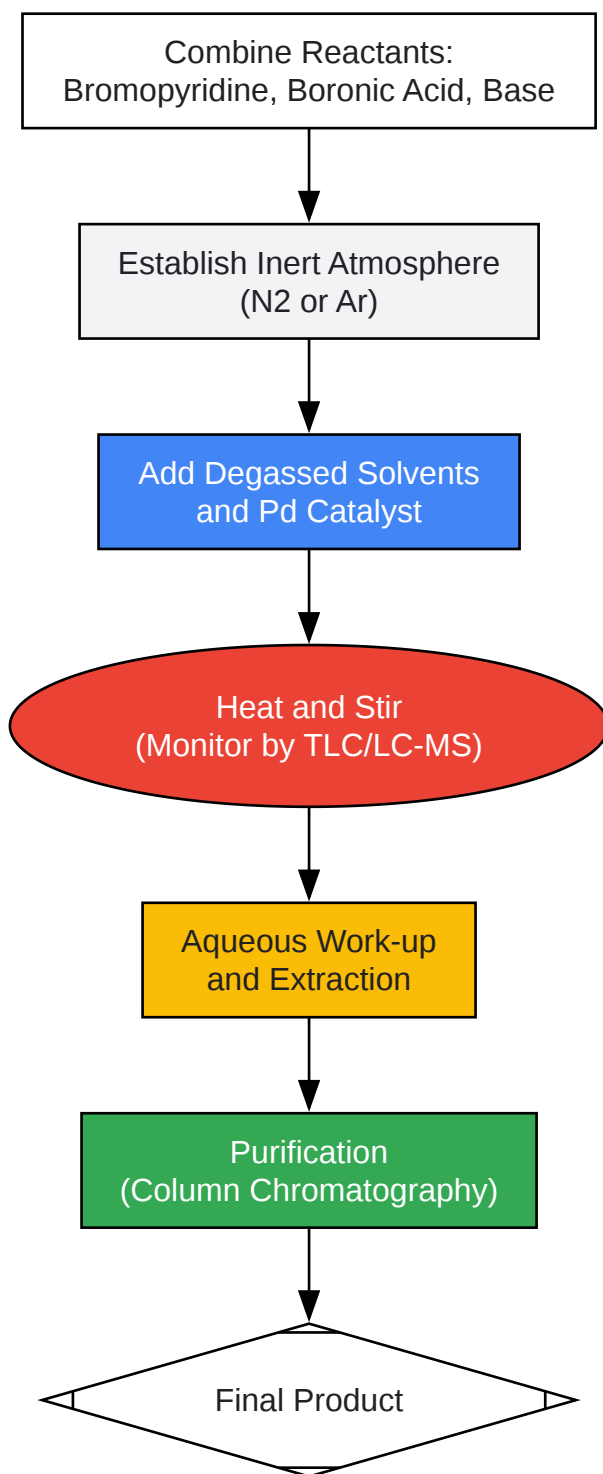 Combine Reactants:
Bromopyridine, Boronic Acid, Base
Establish Inert Atmosphere
(N2 or Ar)
Add Degassed Solvents
and Pd Catalyst
Heat and Stir
(Monitor by TLC/LC-MS)
Aqueous Work-up
and Extraction
Purification
(Column Chromatography)
Final Product